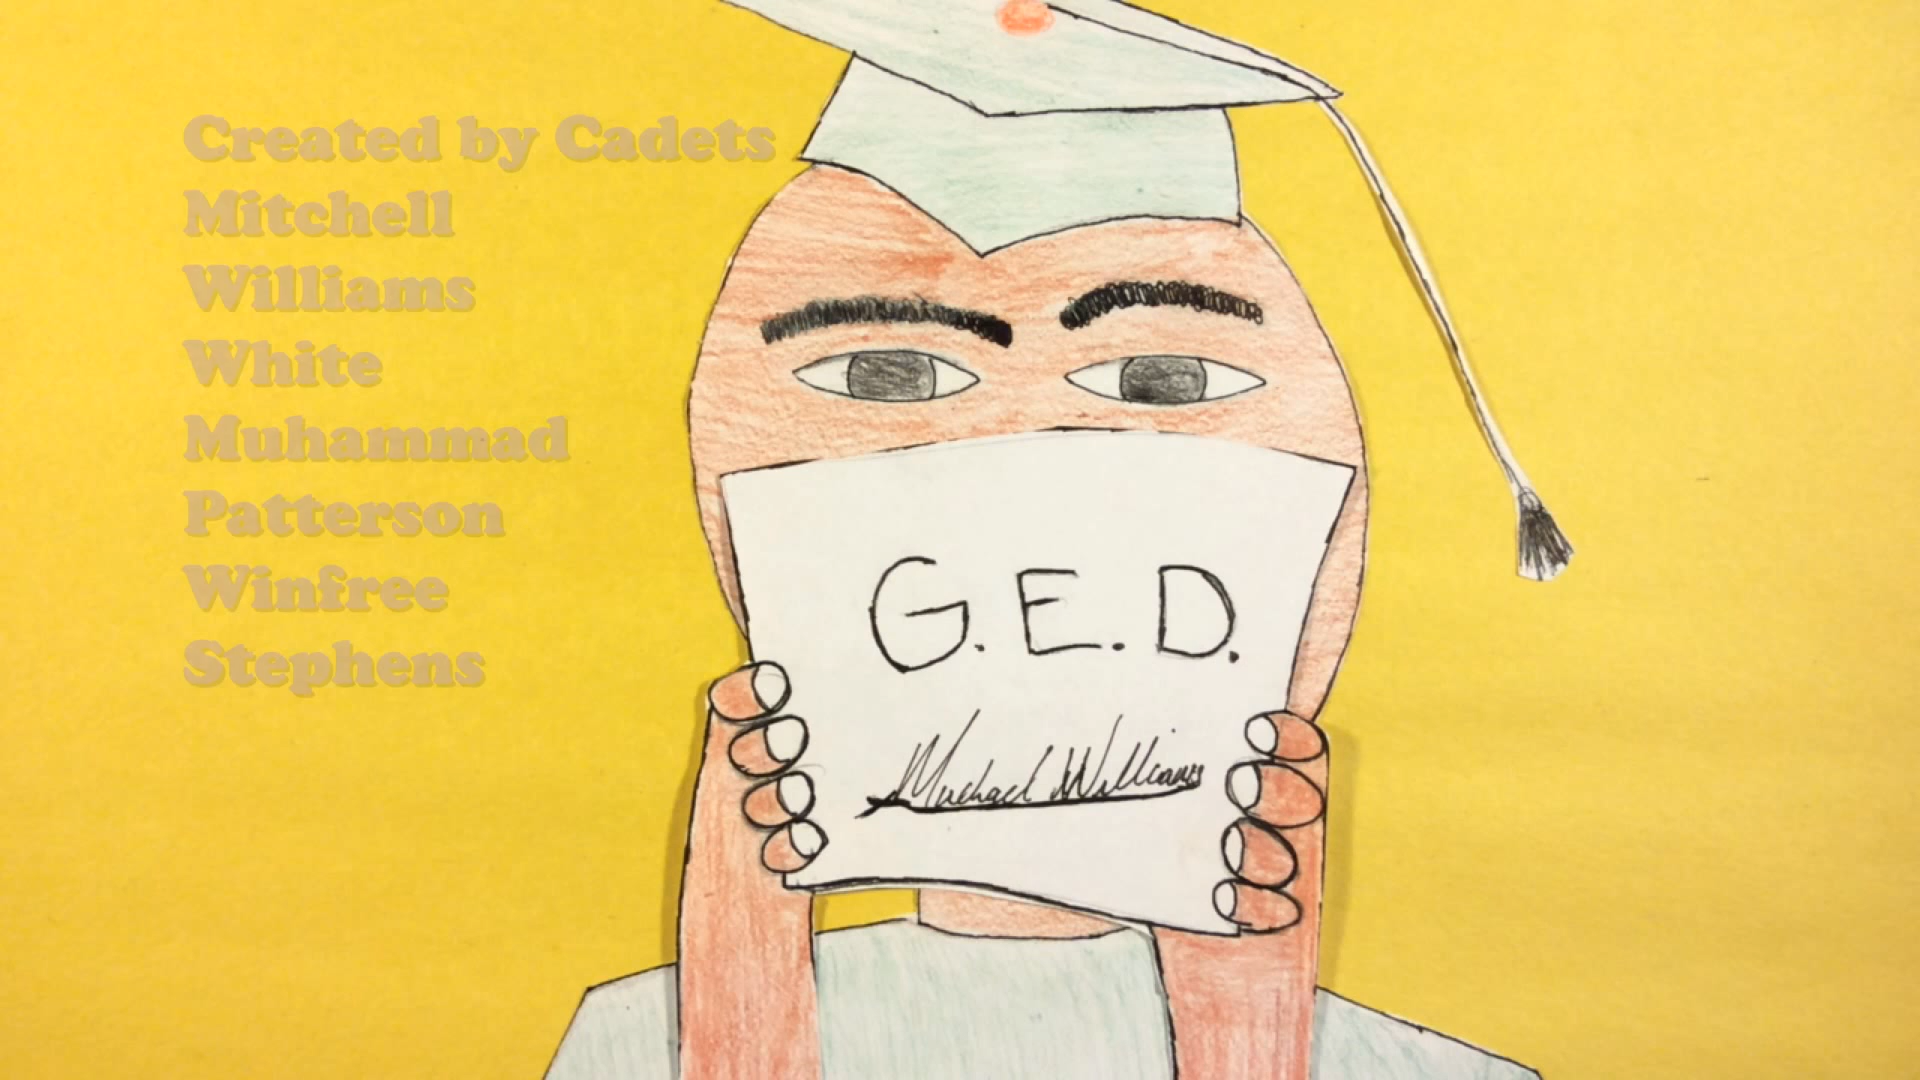 Created by Cadets
Mitchell
Williams
White
Muhammad
Patterson
Winfree
Stephens
G.E.D.
Michael Williams